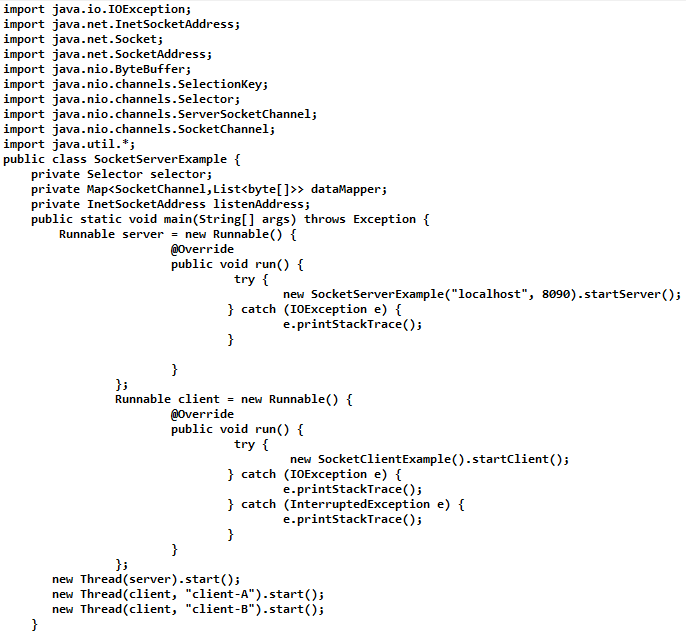 import java.io.IOException;
import java.net.InetSocketAddress;
import java.net.Socket;
import java.net.SocketAddress;
import java.nio.ByteBuffer;
import java.nio.channels.SelectionKey;
import java.nio.channels.Selector;
import java.nio.channels.ServerSocketChannel;
import java.nio.channels.SocketChannel;
import java.util.*;
public class SocketServerExample {
    private Selector selector;
    private Map<SocketChannel,List<byte[]>> dataMapper;
    private InetSocketAddress listenAddress;
    public static void main(String[] args) throws Exception {
        Runnable server = new Runnable() {
                        @Override
                        public void run() {
                                 try {
                                        new SocketServerExample("localhost", 8090).startServer();
                                } catch (IOException e) {
                                        e.printStackTrace();
                                }

                        }
                };
                Runnable client = new Runnable() {
                        @Override
                        public void run() {
                                 try {
                                         new SocketClientExample().startClient();
                                } catch (IOException e) {
                                        e.printStackTrace();
                                } catch (InterruptedException e) {
                                        e.printStackTrace();
                                }
                        }
                };
       new Thread(server).start();
       new Thread(client, "client-A").start();
       new Thread(client, "client-B").start();
    }